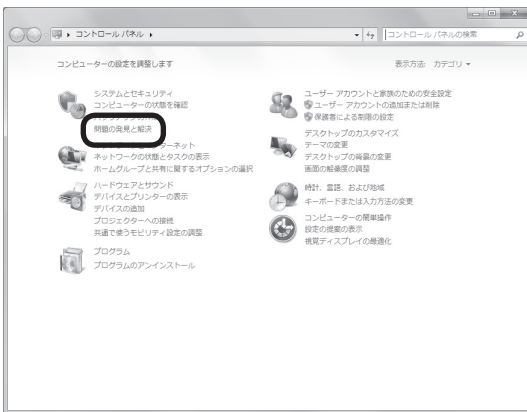 コントロール パネル
コントロール パネルの検索
コンピューターの設定を調整します
表示方法: カテゴリ
システムとセキュリティ
コンピューターの状態を確認
問題の発見と解決
ネットワークの状態とタスクの表示
ホームグループと共有に関するオプションの選択
ハードウェアとサウンド
デバイスとプリンターの表示
デバイスの追加
プロジェクターへの接続
共通で使うモビリティ設定の調整
プログラム
プログラムのアンインストール
ユーザー アカウントと家族のための安全設定
ユーザー アカウントの追加または削除
保護者による制限の設定
デスクトップのカスタマイズ
テーマの変更
デスクトップの背景の変更
画面の解像度の調整
時計、言語、および地域
キーボードまたは入力方法の変更
コンピューターの簡単操作
設定の提案の表示
視覚ディスプレイの最適化